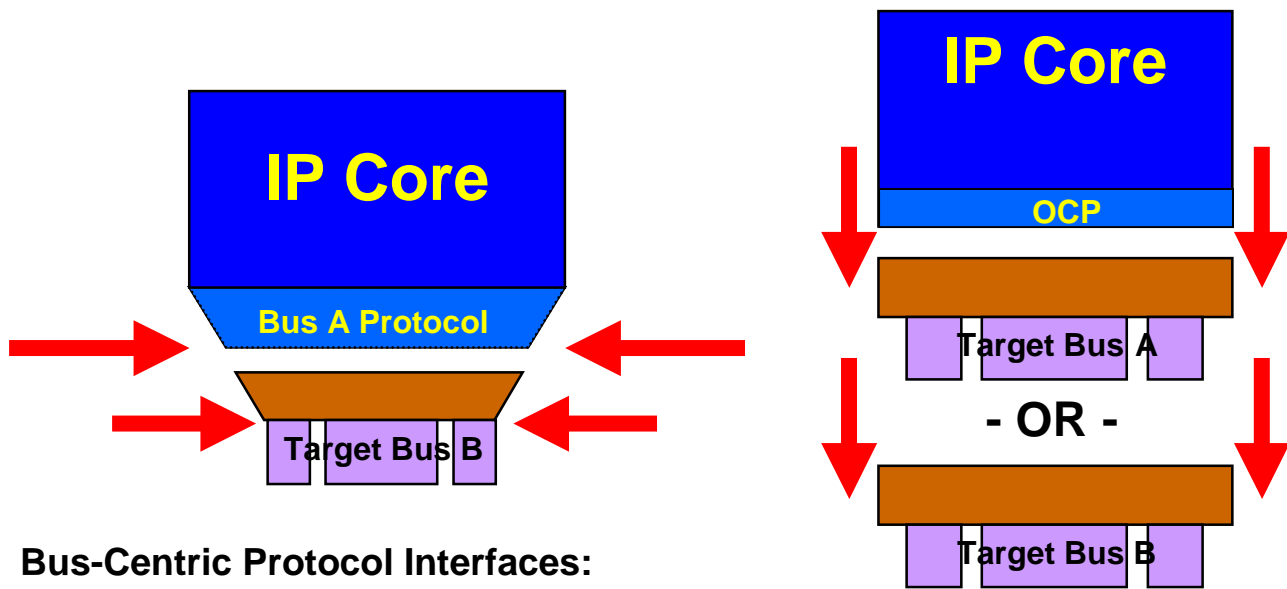 IP Core
Bus A Protocol
Target Bus B
Bus-Centric Protocol Interfaces:
IP Core
OCP
Target Bus A
- OR -
Target Bus B